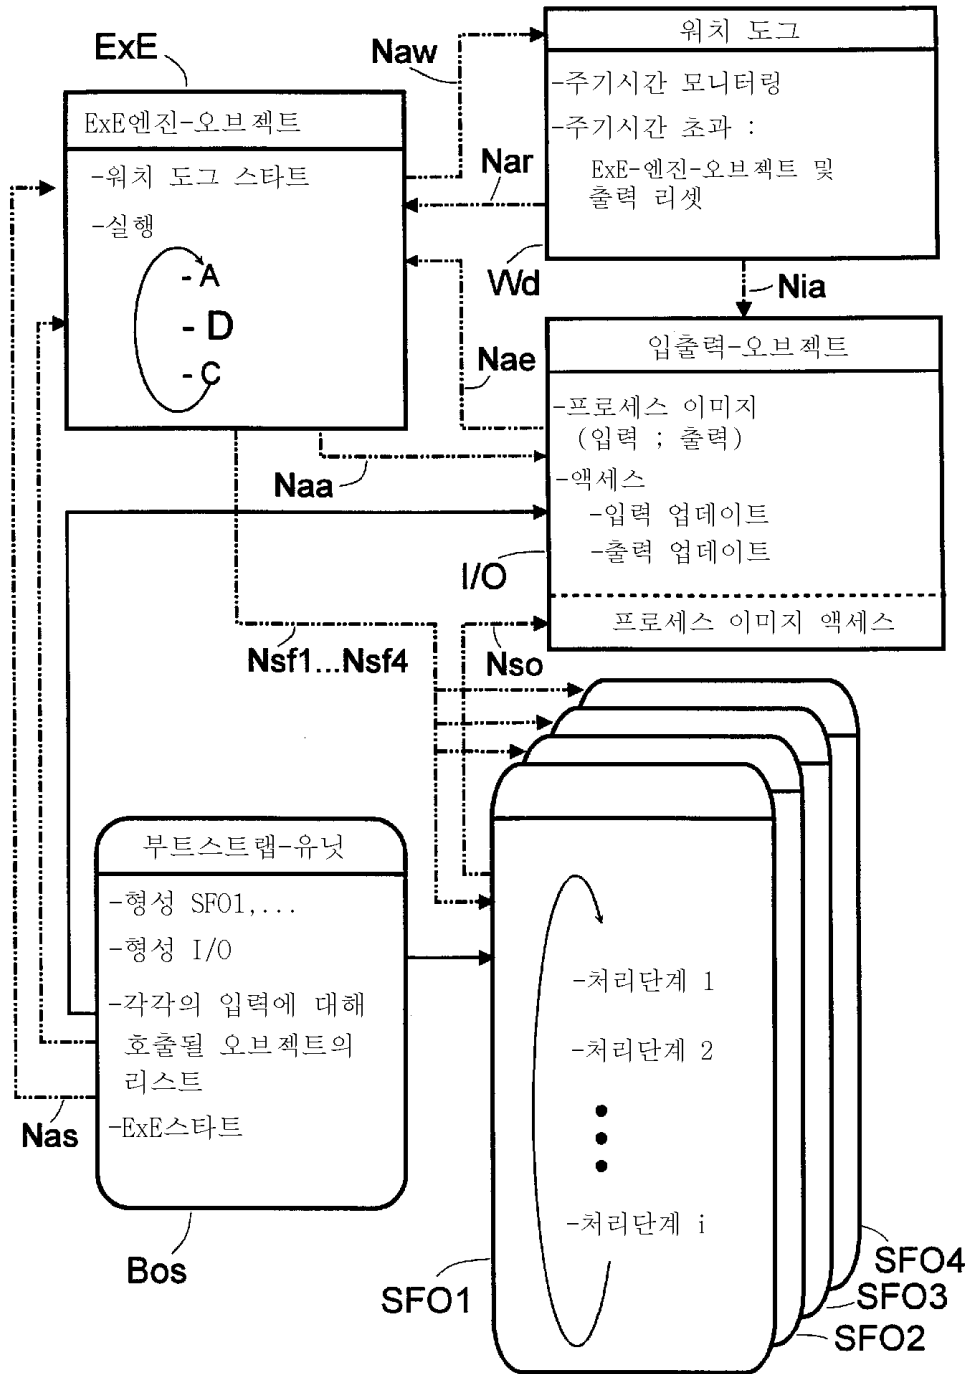 ExE
ExE엔진-오브젝트
-워치 도그 스타트
-실행
- A
- D
- C
Naw
Nar
Nae
Naa
워치 도그
-주기시간 모니터링
-주기시간 초과 :
ExE-엔진-오브젝트 및
출력 리셋
Wd
Nia
입출력-오브젝트
-프로세스 이미지
(입력 ; 출력)
-액세스
-입력 업데이트
-출력 업데이트
프로세스 이미지 액세스
I/O
Nsf1...Nsf4
Nso
부트스트랩-유닛
-형성 SFO1,...
-형성 I/O
-각각의 입력에 대해
호출될 오브젝트의
리스트
-ExE스타트
Nas
Bos
-처리단계 1
-처리단계 2
-처리단계 i
SFO1
SFO4
SFO3
SFO2